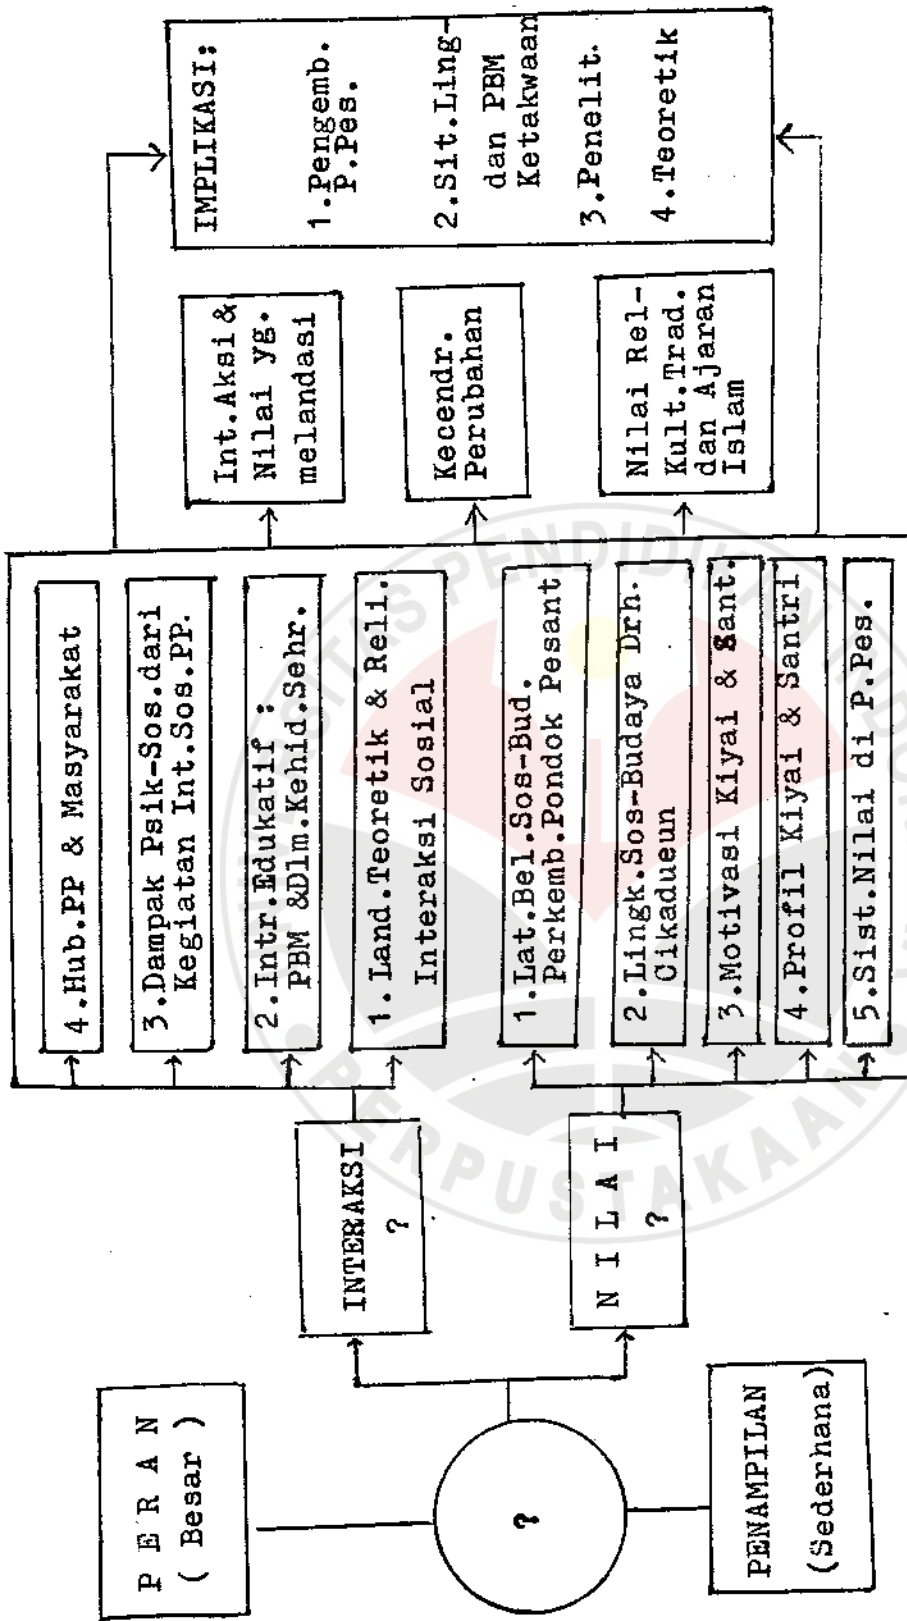 P E R A N
( Besar )
?
PENAMPILAN
(Sederhana)
INTERAKSI
?
N I L A I
?
4.Hub.PP & Masyarakat
3.Dampak Psik-Sos.dari
Kegiatan Int.Sos.PP.
2.Intr.Edukatif :
PBM &Dlm.Kehid.Sehr.
1.Land.Teoretik & Reli.
Interaksi Sosial
1.Lat.Bel.Sos-Bud.
Perkemb.Pondok Pesant
2.Lingk.Sos-Budaya Drh.
Cikadueun
3.Motivasi Kiyai & Sant.
4.Profil Kiyai & Santri
5.Sist.Nilai di P.Pes.
Int.Aksi &
Nilai yg.
melandasi
Kecendr.
Perubahan
Nilai Rel-
Kult.Trad.
dan Ajaran
Islam
IMPLIKASI:
1.Pengemb.
P.Pes.
2.Sit.Ling-
dan PBM
Ketakwaan
3.Penelit.
4.Teoretik
PERPUSTAKAAN